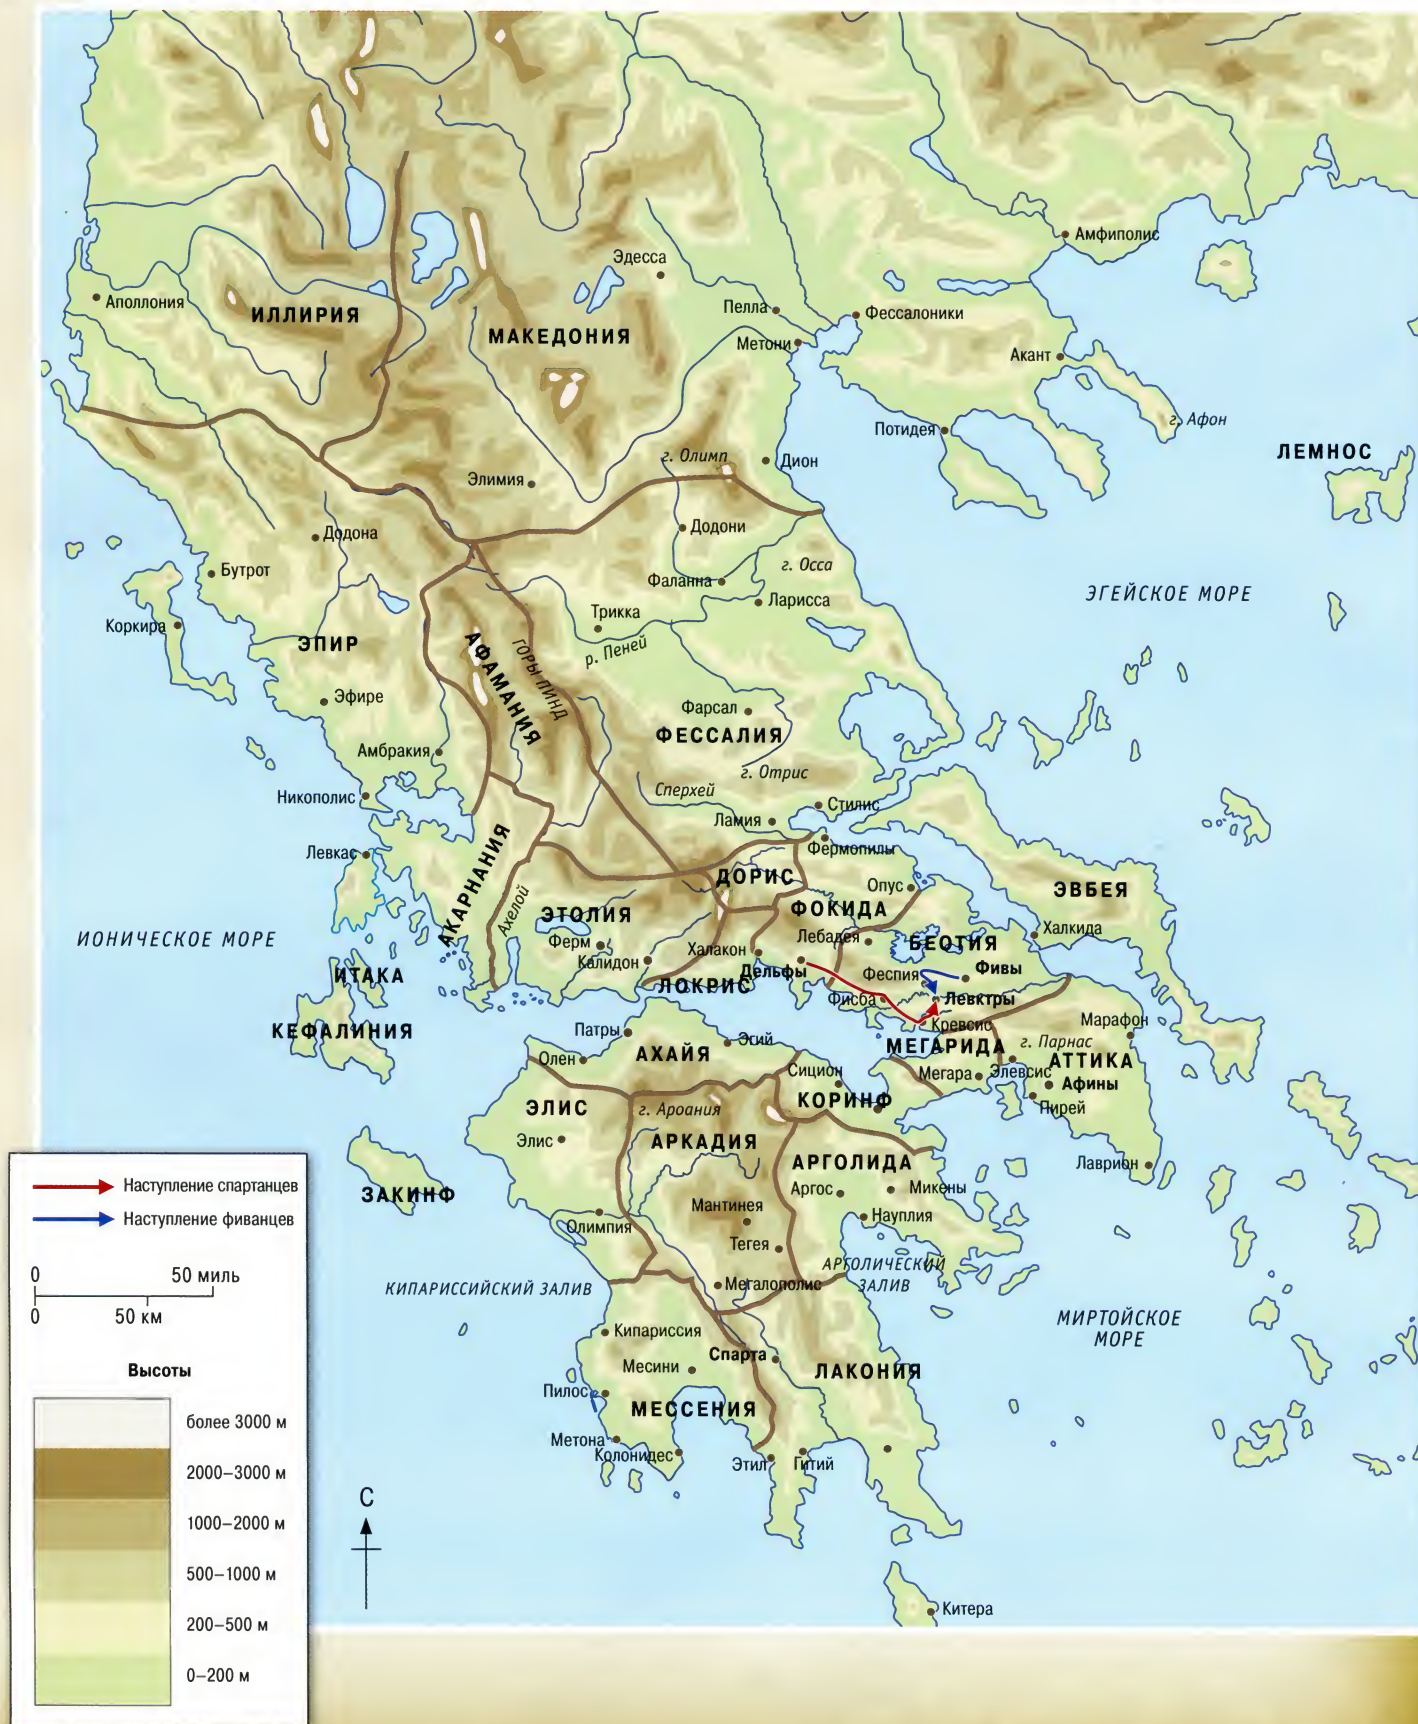 Амфиполис
Эдесса
Аполлония
ИЛЛИРИЯ
Пелла
Фессалоники
МАКЕДОНИЯ
Метони
Акант
г. Афон
Потидея
ЛЕМНОС
г. Олимп
Дион
Элимия
Додона
Додони
г. Осса
Бутрот
Фаланна
ЭГЕЙСКОЕ МОРЕ
Ларисса
Трикка
Коркира
ЭПИР
р. Пеней
АФАМАНИЯ
ГОРЫ ПИНД
Эфире
Фарсал
ФЕССАЛИЯ
Амбракия
г. Отрис
Сперхей
Никополис
Стилис
Ламия
Фермопилы
Левкас
АКАРНАНИЯ
Ахелой
ДОРИС
Опус
ЭВБЕЯ
ЭТОЛИЯ
ФОКИДА
Халкида
ИОНИЧЕСКОЕ МОРЕ
Ферм
Лебадея
БЕОТИЯ
Халакон
Калидон
Дельфы
Феспия
Фивы
ИТАКА
ЛОКРИС
Фисба
Левктры
КЕФАЛИНИЯ
Патры
Кревсис
Марафон
Эгий
МЕГАРИДА
г. Парнас
АХАЙЯ
Олен
АТТИКА
Сицион
Мегара
Элевсис
Афины
КОРИНФ
ЭЛИС
г. Ароания
Пирей
Элис
АРКАДИЯ
АРГОЛИДА
Лаврион
ЗАКИНФ
Аргос
Микены
Мантинея
Науплия
Олимпия
Тегея
АРГОЛИЧЕСКИЙ
ЗАЛИВ
Мегалополис
КИПАРИССИЙСКИЙ ЗАЛИВ
МИРТОЙСКОЕ
МОРЕ
Кипариссия
Спарта
Месини
ЛАКОНИЯ
Пилос
МЕССЕНИЯ
Метона
Колонидес
Этил
Гитий
Китера
Наступление спартанцев
Наступление фиванцев
0
50 миль
0
50 км
Высоты
более 3000 м
2000–3000 м
1000–2000 м
500–1000 м
200–500 м
0–200 м
С